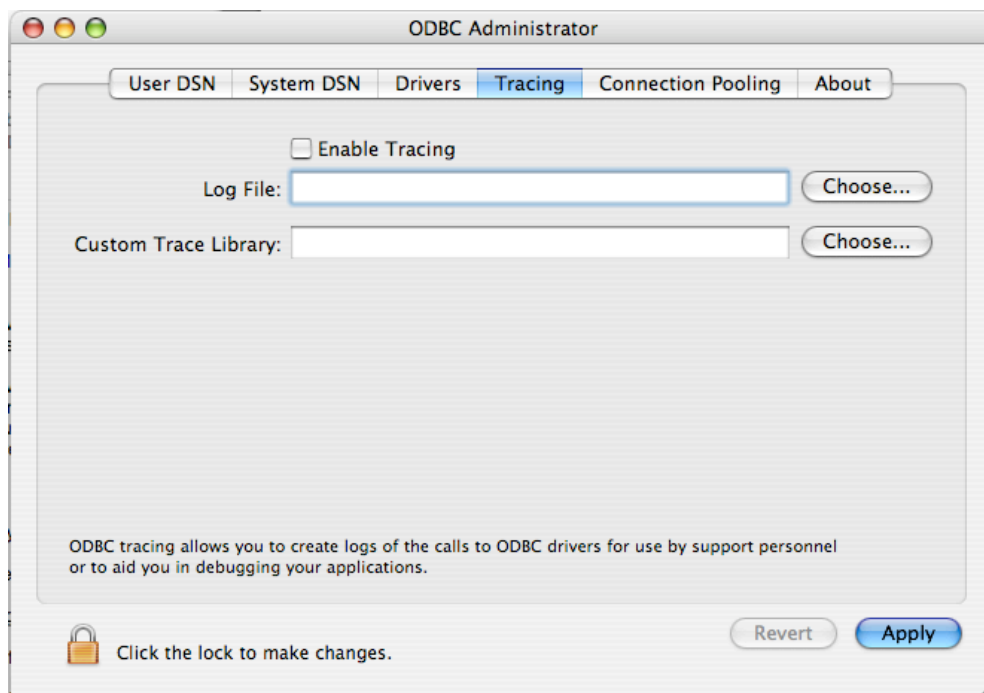 ODBC Administrator
User DSN System DSN Drivers Tracing Connection Pooling About
Enable Tracing
Log File: Choose...
Custom Trace Library: Choose...
ODBC tracing allows you to create logs of the calls to ODBC drivers for use by support personnel
or to aid you in debugging your applications.
Revert Apply
Click the lock to make changes.